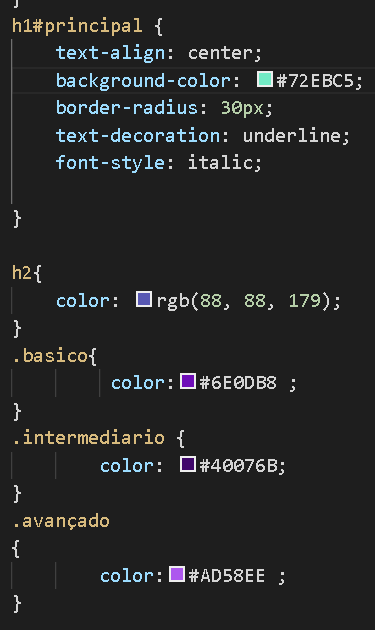 }
h1#principal {
text-align: center;
background-color: #72EBC5;
border-radius: 30px;
text-decoration: underline;
font-style: italic;
}
h2{
color: rgb(88, 88, 179);
}
.basico{
color: #6E0DB8 ;
}
.intermediario {
color: #40076B;
}
.avançado
{
color: #AD58EE ;
}